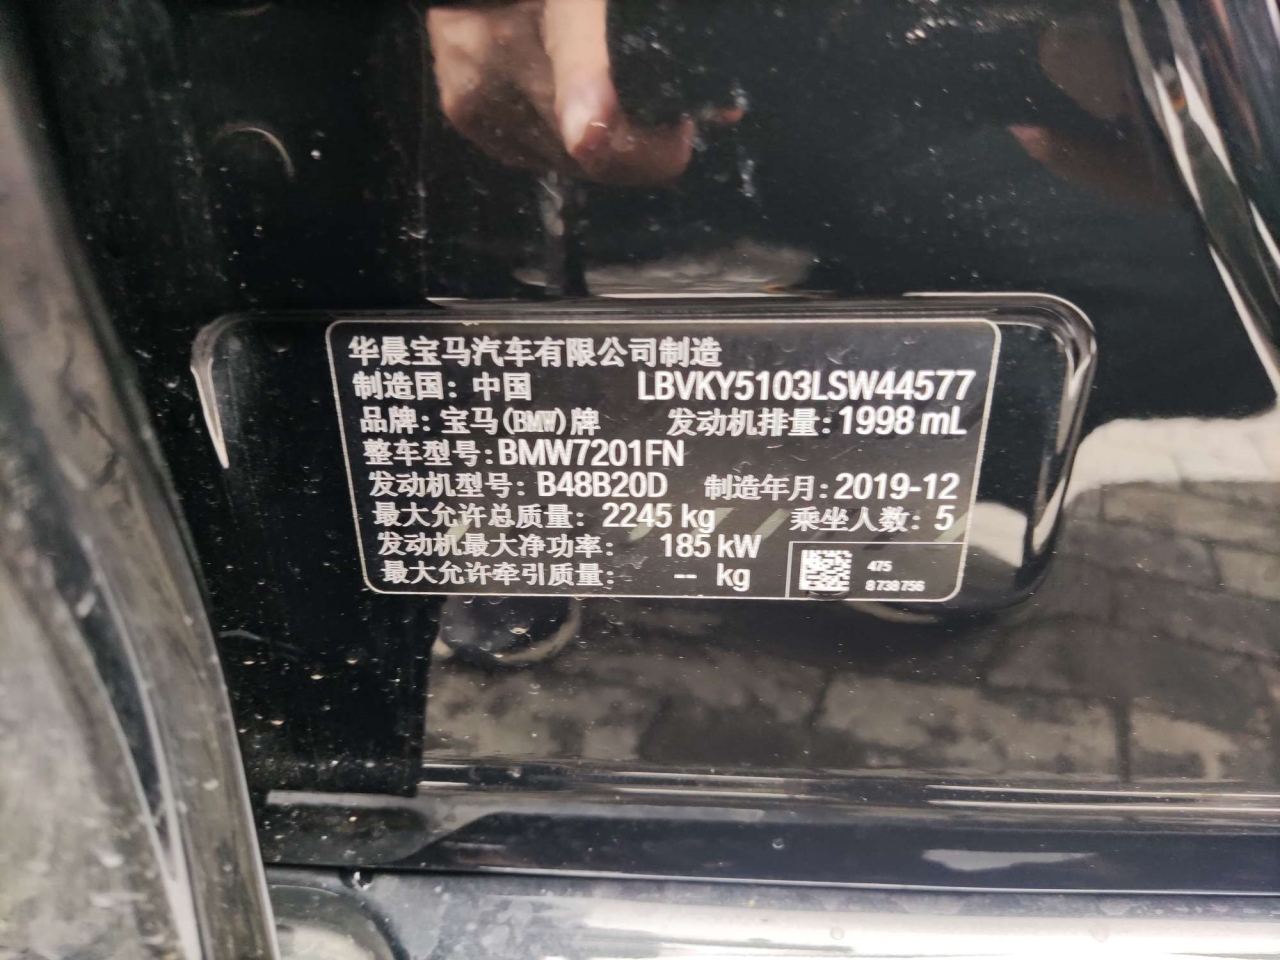 华晨宝马汽车有限公司制造
制造国：中国 LBVKY5103LSW44577
品牌：宝马(BMW)牌 发动机排量：1998 mL
整车型号：BMW7201FN
发动机型号：B48B20D 制造年月：2019-12
最大允许总质量：2245 kg 乘坐人数：5
发动机最大净功率：185 kW
最大允许牵引质量：-- kg
475
8738756